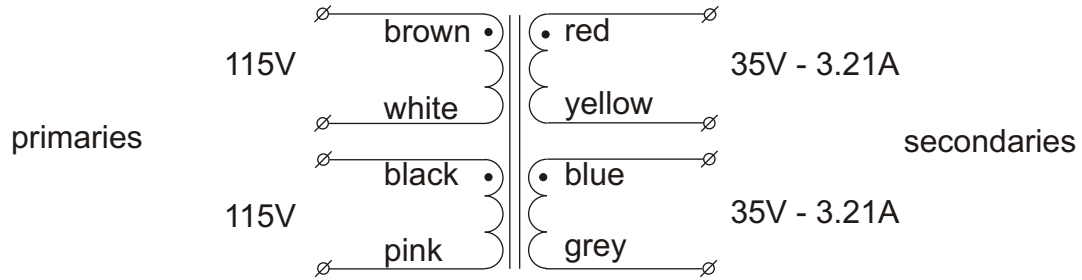 brown
red
115V
35V - 3.21A
white
yellow
primaries
secondaries
black
blue
115V
35V - 3.21A
pink
grey